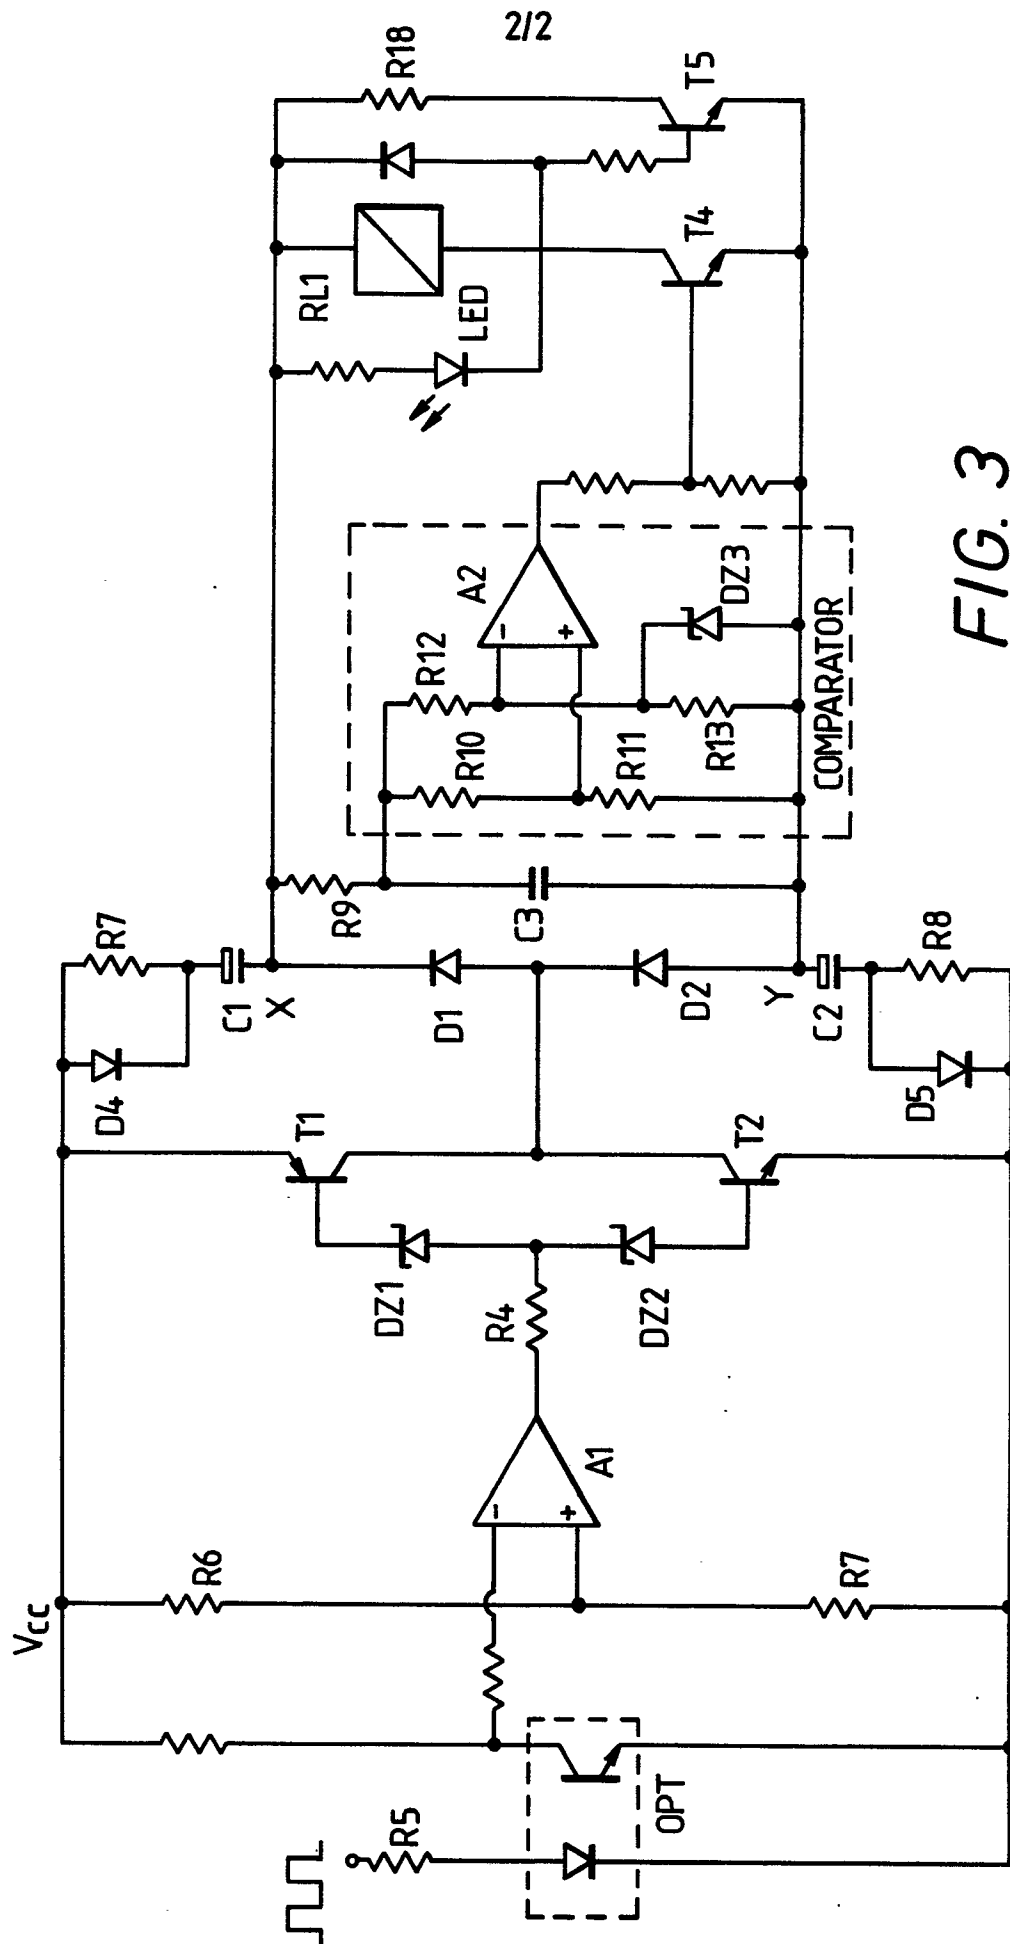 2/2
Vcc
R5
OPT
R6
R7
-
+
A1
R4
DZ1
DZ2
T1
T2
D4
R7
C1
X
D1
D2
Y
C2
D5
R8
R9
C3
R10
R11
R12
R13
-
+
A2
DZ3
COMPARATOR
RL1
LED
T4
R18
T5
FIG. 3